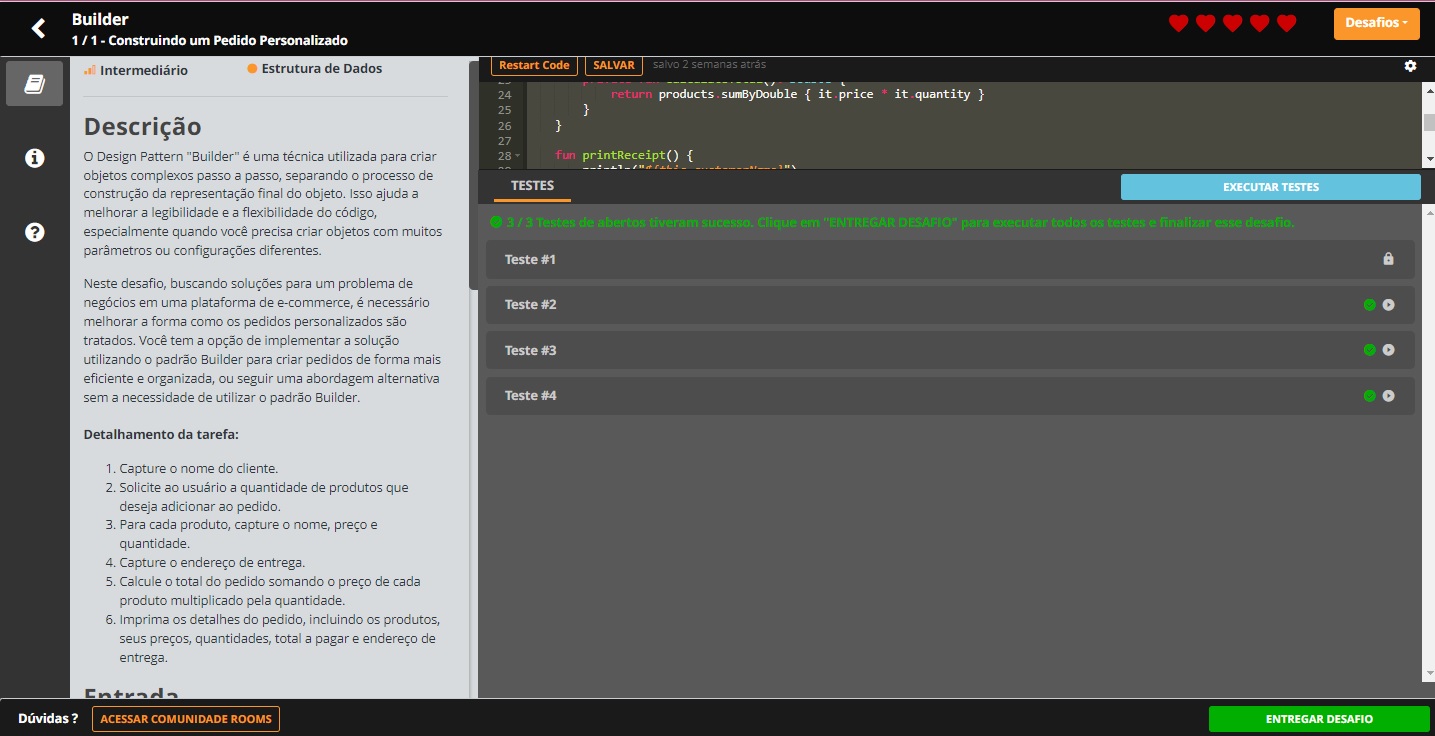 Builder
1 / 1 - Construindo um Pedido Personalizado
Desafios
Intermediário
Estrutura de Dados
Descrição
O Design Pattern "Builder" é uma técnica utilizada para criar
objetos complexos passo a passo, separando o processo de
construção da representação final do objeto. Isso ajuda a
melhorar a legibilidade e a flexibilidade do código,
especialmente quando você precisa criar objetos com muitos
parâmetros ou configurações diferentes.
Neste desafio, buscando soluções para um problema de
negócios em uma plataforma de e-commerce, é necessário
melhorar a forma como os pedidos personalizados são
tratados. Você tem a opção de implementar a solução
utilizando o padrão Builder para criar pedidos de forma mais
eficiente e organizada, ou seguir uma abordagem alternativa
sem a necessidade de utilizar o padrão Builder.
Detalhamento da tarefa:
1. Capture o nome do cliente.
2. Solicite ao usuário a quantidade de produtos que
deseja adicionar ao pedido.
3. Para cada produto, capture o nome, preço e
quantidade.
4. Capture o endereço de entrega.
5. Calcule o total do pedido somando o preço de cada
produto multiplicado pela quantidade.
6. Imprima os detalhes do pedido, incluindo os produtos,
seus preços, quantidades, total a pagar e endereço de
entrega.
Entrada
Restart Code
SALVAR
salvo 2 semanas atrás
24 return products.sumByDouble { it.price * it.quantity }
25 }
26 }
27
28 fun printReceipt() {
TESTES
EXECUTAR TESTES
3 / 3 Testes de abertos tiveram sucesso. Clique em "ENTREGAR DESAFIO" para executar todos os testes e finalizar esse desafio.
Teste #1
Teste #2
Teste #3
Teste #4
Dúvidas ?
ACESSAR COMUNIDADE ROOMS
ENTREGAR DESAFIO